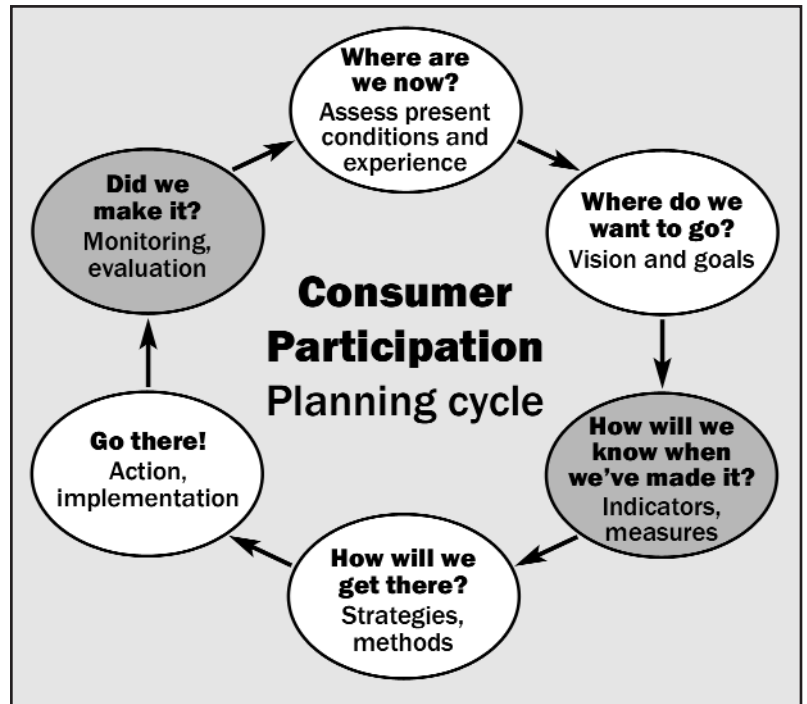 Where are
we now?
Assess present
conditions and
experience
Where do we
want to go?
Vision and goals
How will we
know when
we've made it?
Indicators,
measures
How will we
get there?
Strategies,
methods
Go there!
Action,
implementation
Did we
make it?
Monitoring,
evaluation
Consumer
Participation
Planning cycle